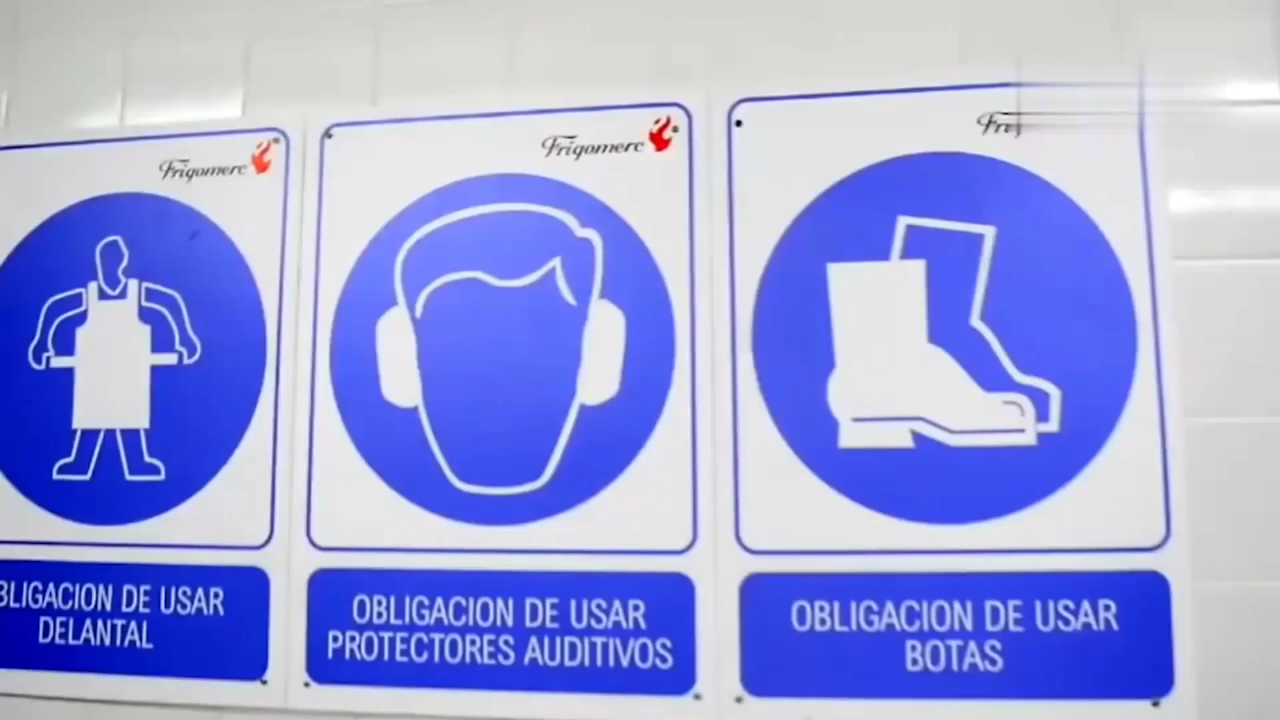 Frigomerc
BLIGACION DE USAR
DELANTAL
Frigomerc
OBLIGACION DE USAR
PROTECTORES AUDITIVOS
OBLIGACION DE USAR
BOTAS